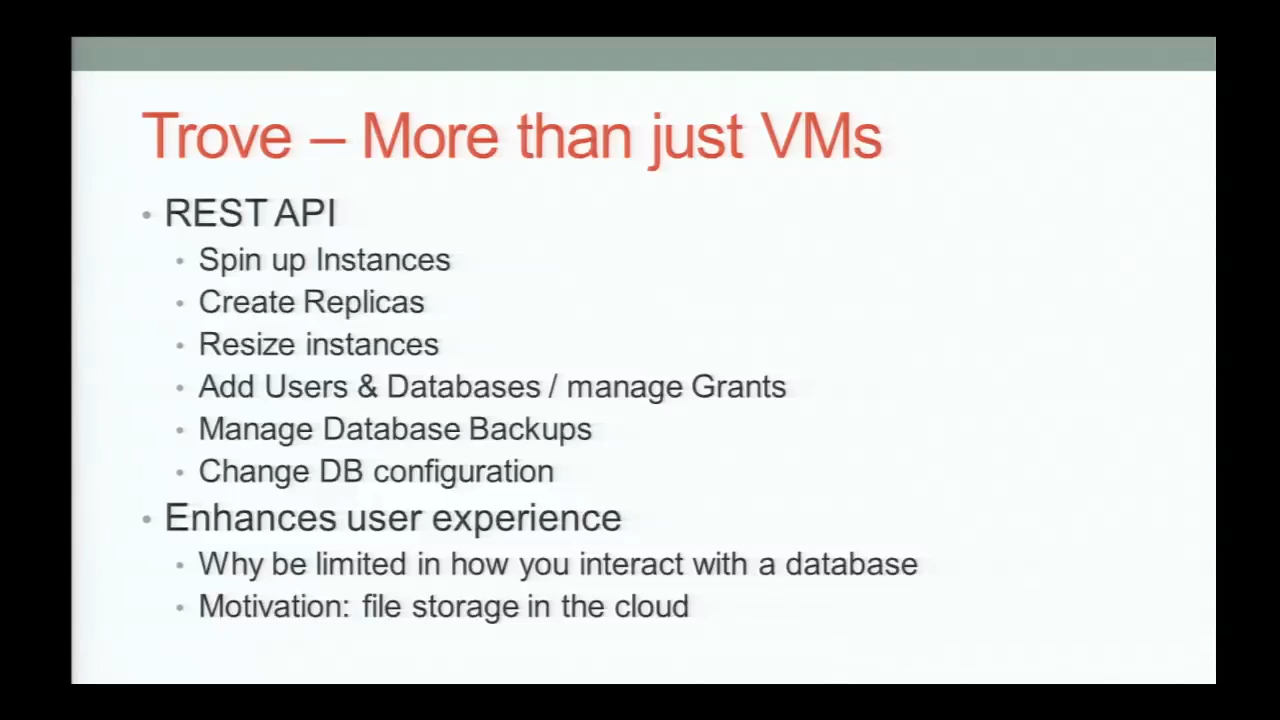 Trove – More than just VMs
• REST API
• Spin up Instances
• Create Replicas
• Resize instances
• Add Users & Databases / manage Grants
• Manage Database Backups
• Change DB configuration
• Enhances user experience
• Why be limited in how you interact with a database
• Motivation: file storage in the cloud